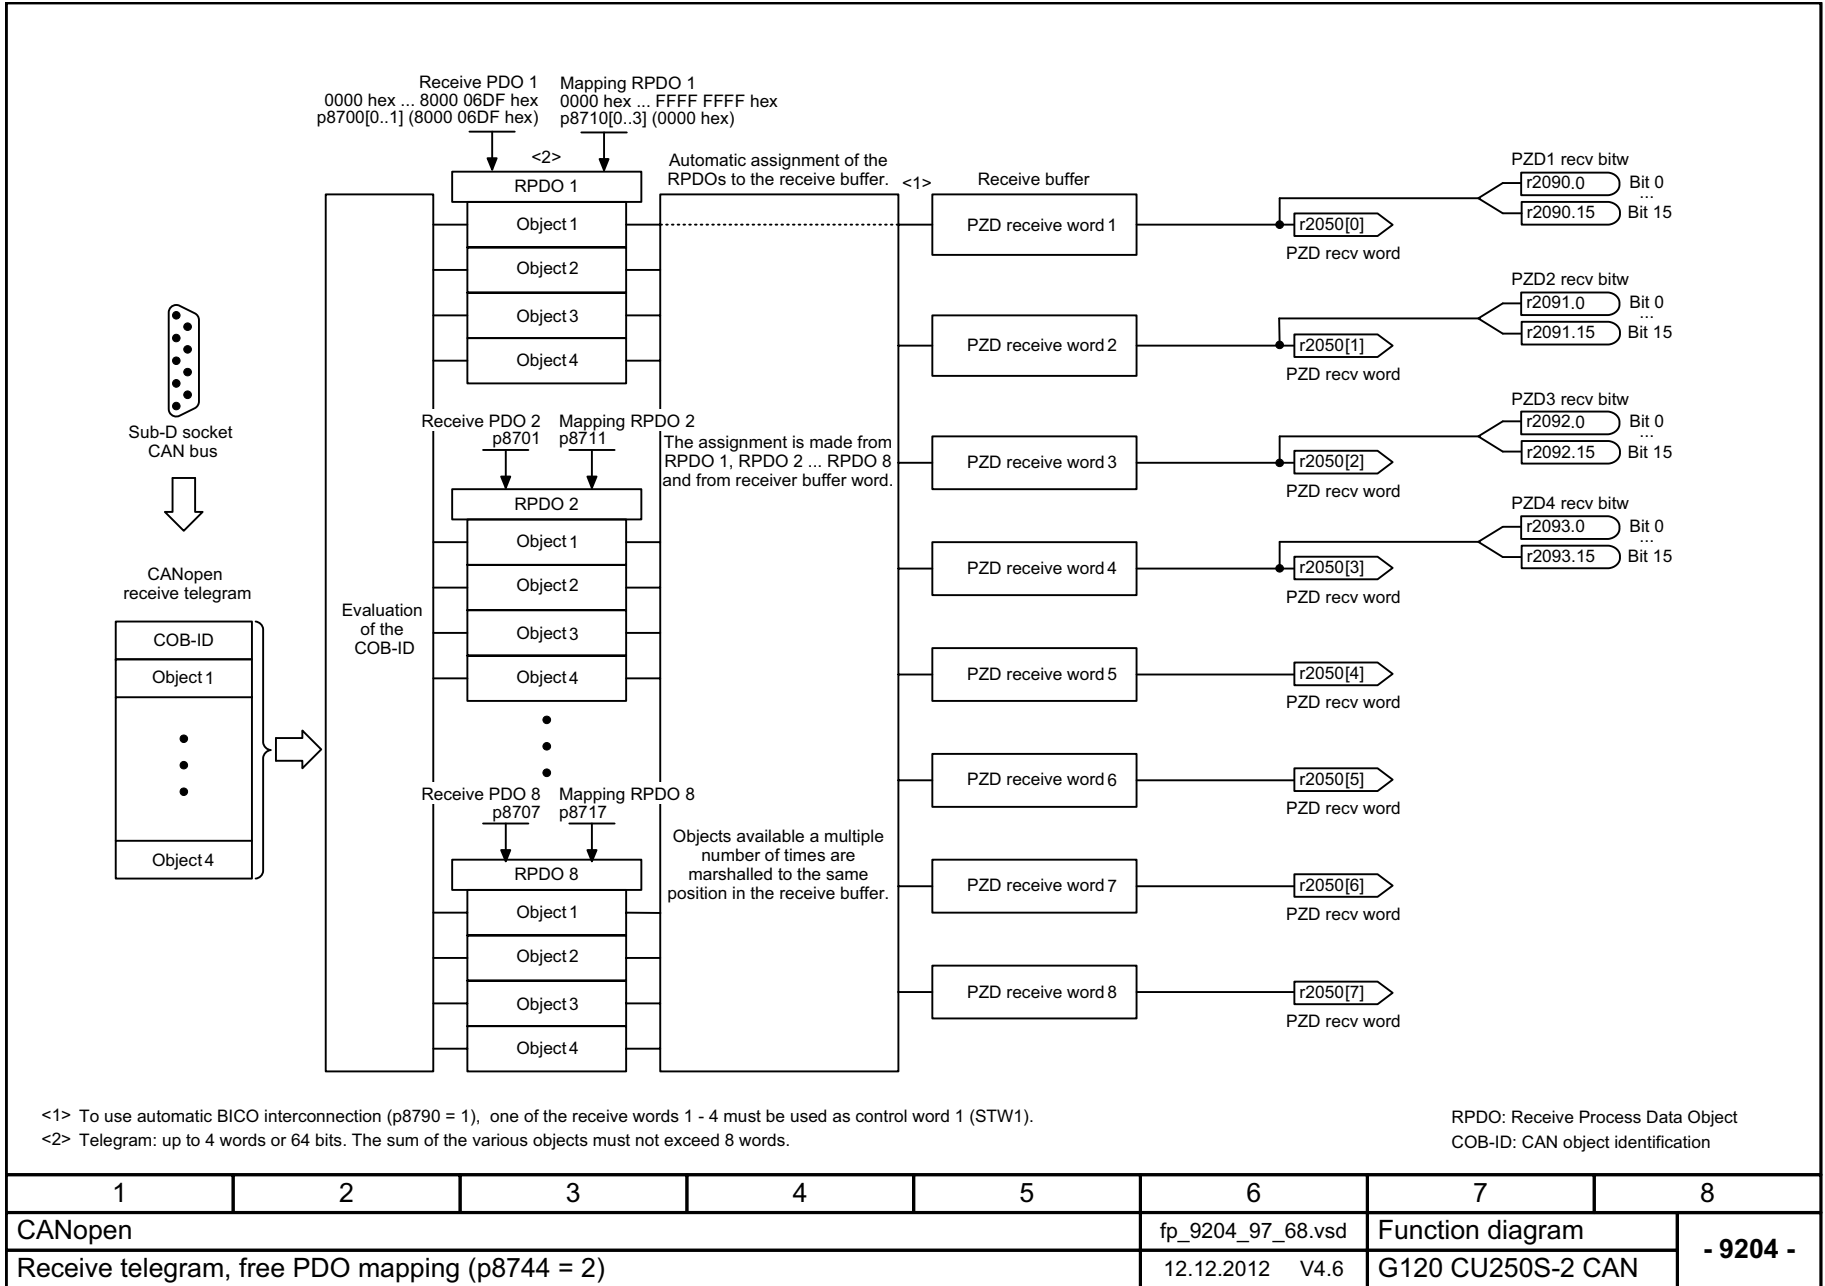 Receive PDO 1
0000 hex ... 8000 06DF hex
p8700[0..1] (8000 06DF hex)
Mapping RPDO 1
0000 hex ... FFFF FFFF hex
p8710[0..3] (0000 hex)
<2>
RPDO 1
Object 1
Object 2
Object 3
Object 4
Automatic assignment of the
RPDOs to the receive buffer.
<1>
Receive buffer
PZD receive word 1
r2050[0]
PZD recv word
PZD1 recv bitw
r2090.0
Bit 0
...
r2090.15
Bit 15
PZD receive word 2
r2050[1]
PZD recv word
PZD2 recv bitw
r2091.0
Bit 0
...
r2091.15
Bit 15
Sub-D socket
CAN bus
Receive PDO 2
p8701
Mapping RPDO 2
p8711
The assignment is made from
RPDO 1, RPDO 2 ... RPDO 8
and from receiver buffer word.
PZD receive word 3
r2050[2]
PZD recv word
PZD3 recv bitw
r2092.0
Bit 0
...
r2092.15
Bit 15
RPDO 2
Object 1
Object 2
Object 3
Object 4
PZD receive word 4
r2050[3]
PZD recv word
PZD4 recv bitw
r2093.0
Bit 0
...
r2093.15
Bit 15
CANopen
receive telegram
COB-ID
Object 1
Object 4
Evaluation
of the
COB-ID
PZD receive word 5
r2050[4]
PZD recv word
PZD receive word 6
r2050[5]
PZD recv word
Receive PDO 8
p8707
Mapping RPDO 8
p8717
RPDO 8
Object 1
Object 2
Object 3
Object 4
Objects available a multiple
number of times are
marshalled to the same
position in the receive buffer.
PZD receive word 7
r2050[6]
PZD recv word
PZD receive word 8
r2050[7]
PZD recv word
<1> To use automatic BICO interconnection (p8790 = 1), one of the receive words 1 - 4 must be used as control word 1 (STW1).
<2> Telegram: up to 4 words or 64 bits. The sum of the various objects must not exceed 8 words.
RPDO: Receive Process Data Object
COB-ID: CAN object identification
1 2 3 4 5 6 7 8
CANopen
Receive telegram, free PDO mapping (p8744 = 2)
fp_9204_97_68.vsd
12.12.2012 V4.6
Function diagram
G120 CU250S-2 CAN
- 9204 -